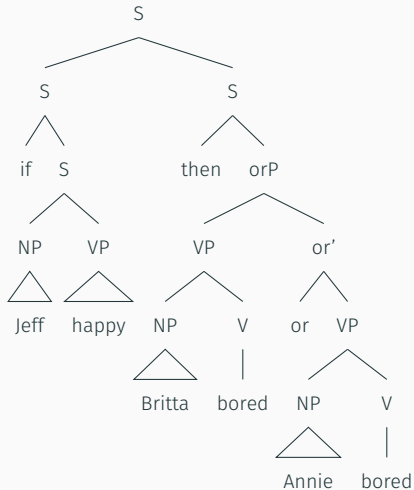 S
S S
if S then orP
NP VP VP or’
Jeff happy NP V or VP
Britta bored NP V
Annie bored